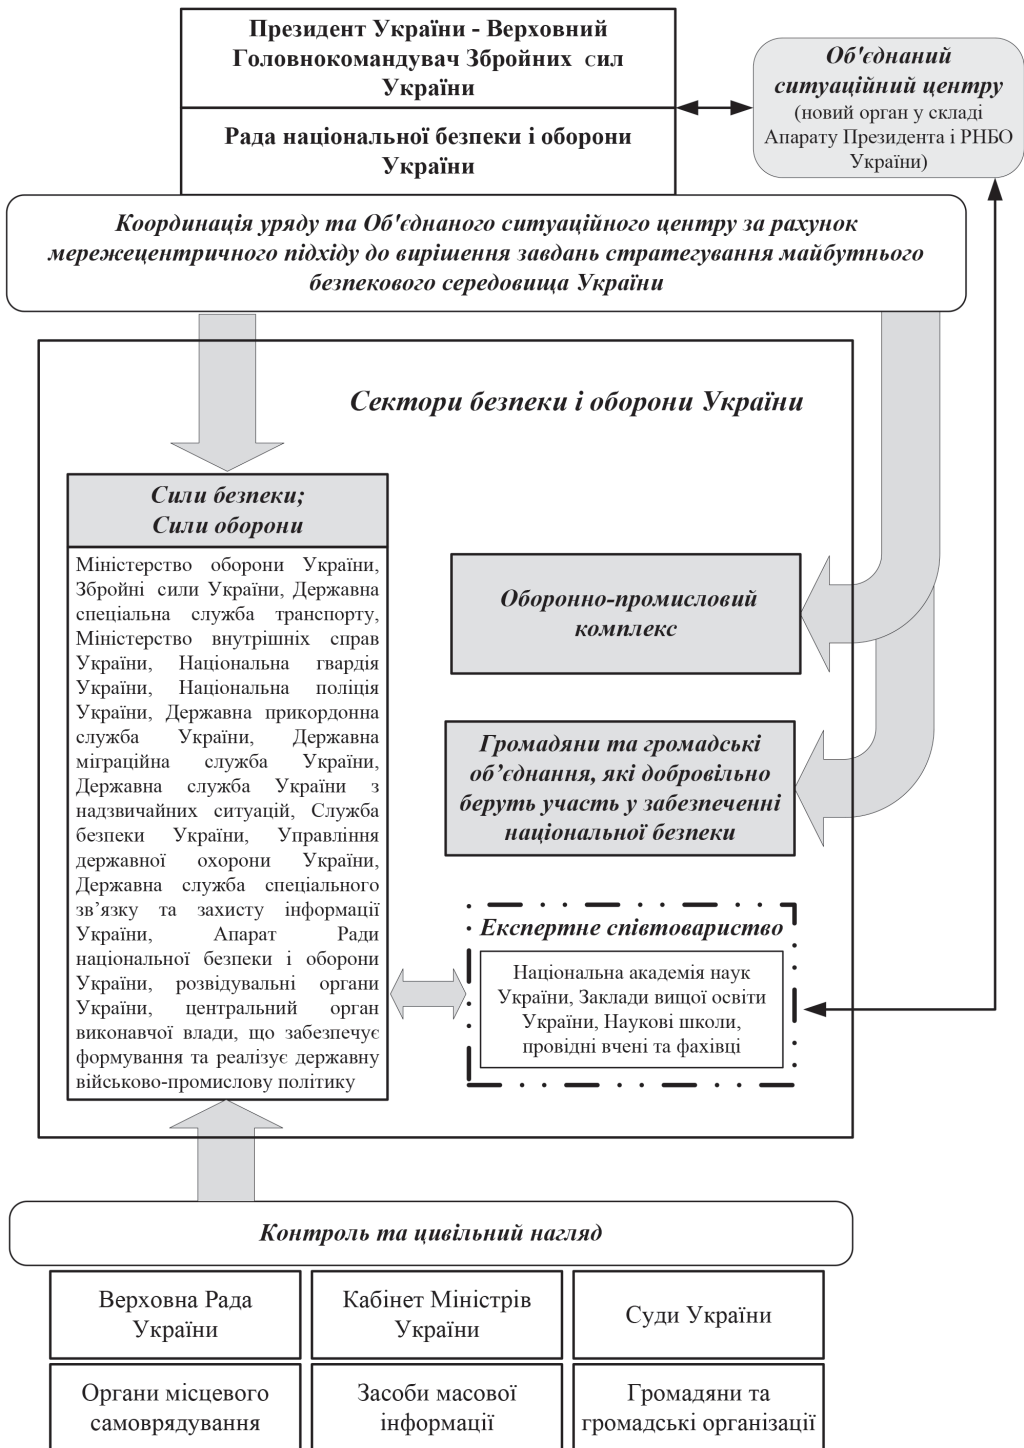 Президент України - Верховний
Головнокомандувач Збройних сил
України
Рада національної безпеки і оборони
України
Об'єднаний
ситуаційний центру
(новий орган у складі
Апарату Президента і РНБО
України)
Координація уряду та Об'єднаного ситуаційного центру за рахунок
мережецентричного підхіду до вирішення завдань стратегування майбутнього
безпекового середовища України
Сектори безпеки і оборони України
Сили безпеки;
Сили оборони
Міністерство оборони України,
Збройні сили України, Державна
спеціальна служба транспорту,
Міністерство внутрішніх справ
України, Національна гвардія
України, Національна поліція
України, Державна прикордонна
служба України, Державна
міграційна служба України,
Державна служба України з
надзвичайних ситуацій, Служба
безпеки України, Управління
державної охорони України,
Державна служба спеціального
зв’язку та захисту інформації
України, Апарат Ради
національної безпеки і оборони
України, розвідувальні органи
України, центральний орган
виконавчої влади, що забезпечує
формування та реалізує державну
військово-промислову політику
Оборонно-промисловий
комплекс
Громадяни та громадські
об’єднання, які добровільно
беруть участь у забезпеченні
національної безпеки
Експертне співтовариство
Національна академія наук
України, Заклади вищої освіти
України, Наукові школи,
провідні вчені та фахівці
Контроль та цивільний нагляд
Верховна Рада
України
Кабінет Міністрів
України
Суди України
Органи місцевого
самоврядування
Засоби масової
інформації
Громадяни та
громадські організації